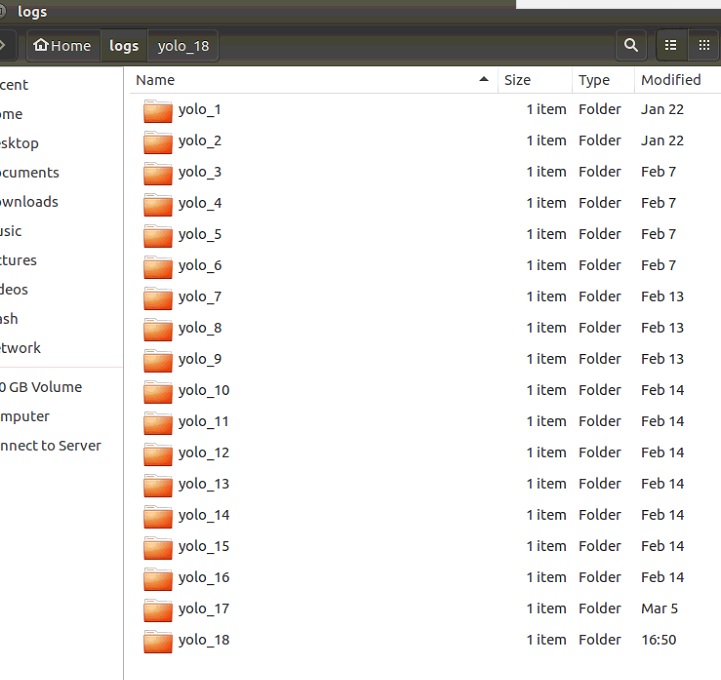 logs
Home logs yolo_18
Name Size Type Modified
yolo_1 1 item Folder Jan 22
yolo_2 1 item Folder Jan 22
yolo_3 1 item Folder Feb 7
yolo_4 1 item Folder Feb 7
yolo_5 1 item Folder Feb 7
yolo_6 1 item Folder Feb 7
yolo_7 1 item Folder Feb 13
yolo_8 1 item Folder Feb 13
yolo_9 1 item Folder Feb 13
yolo_10 1 item Folder Feb 14
yolo_11 1 item Folder Feb 14
yolo_12 1 item Folder Feb 14
yolo_13 1 item Folder Feb 14
yolo_14 1 item Folder Feb 14
yolo_15 1 item Folder Feb 14
yolo_16 1 item Folder Feb 14
yolo_17 1 item Folder Mar 5
yolo_18 1 item Folder 16:50
cent
me
sktop
cuments
wnloads
usic
tures
deos
ash
twork
0 GB Volume
mputer
nnect to Server